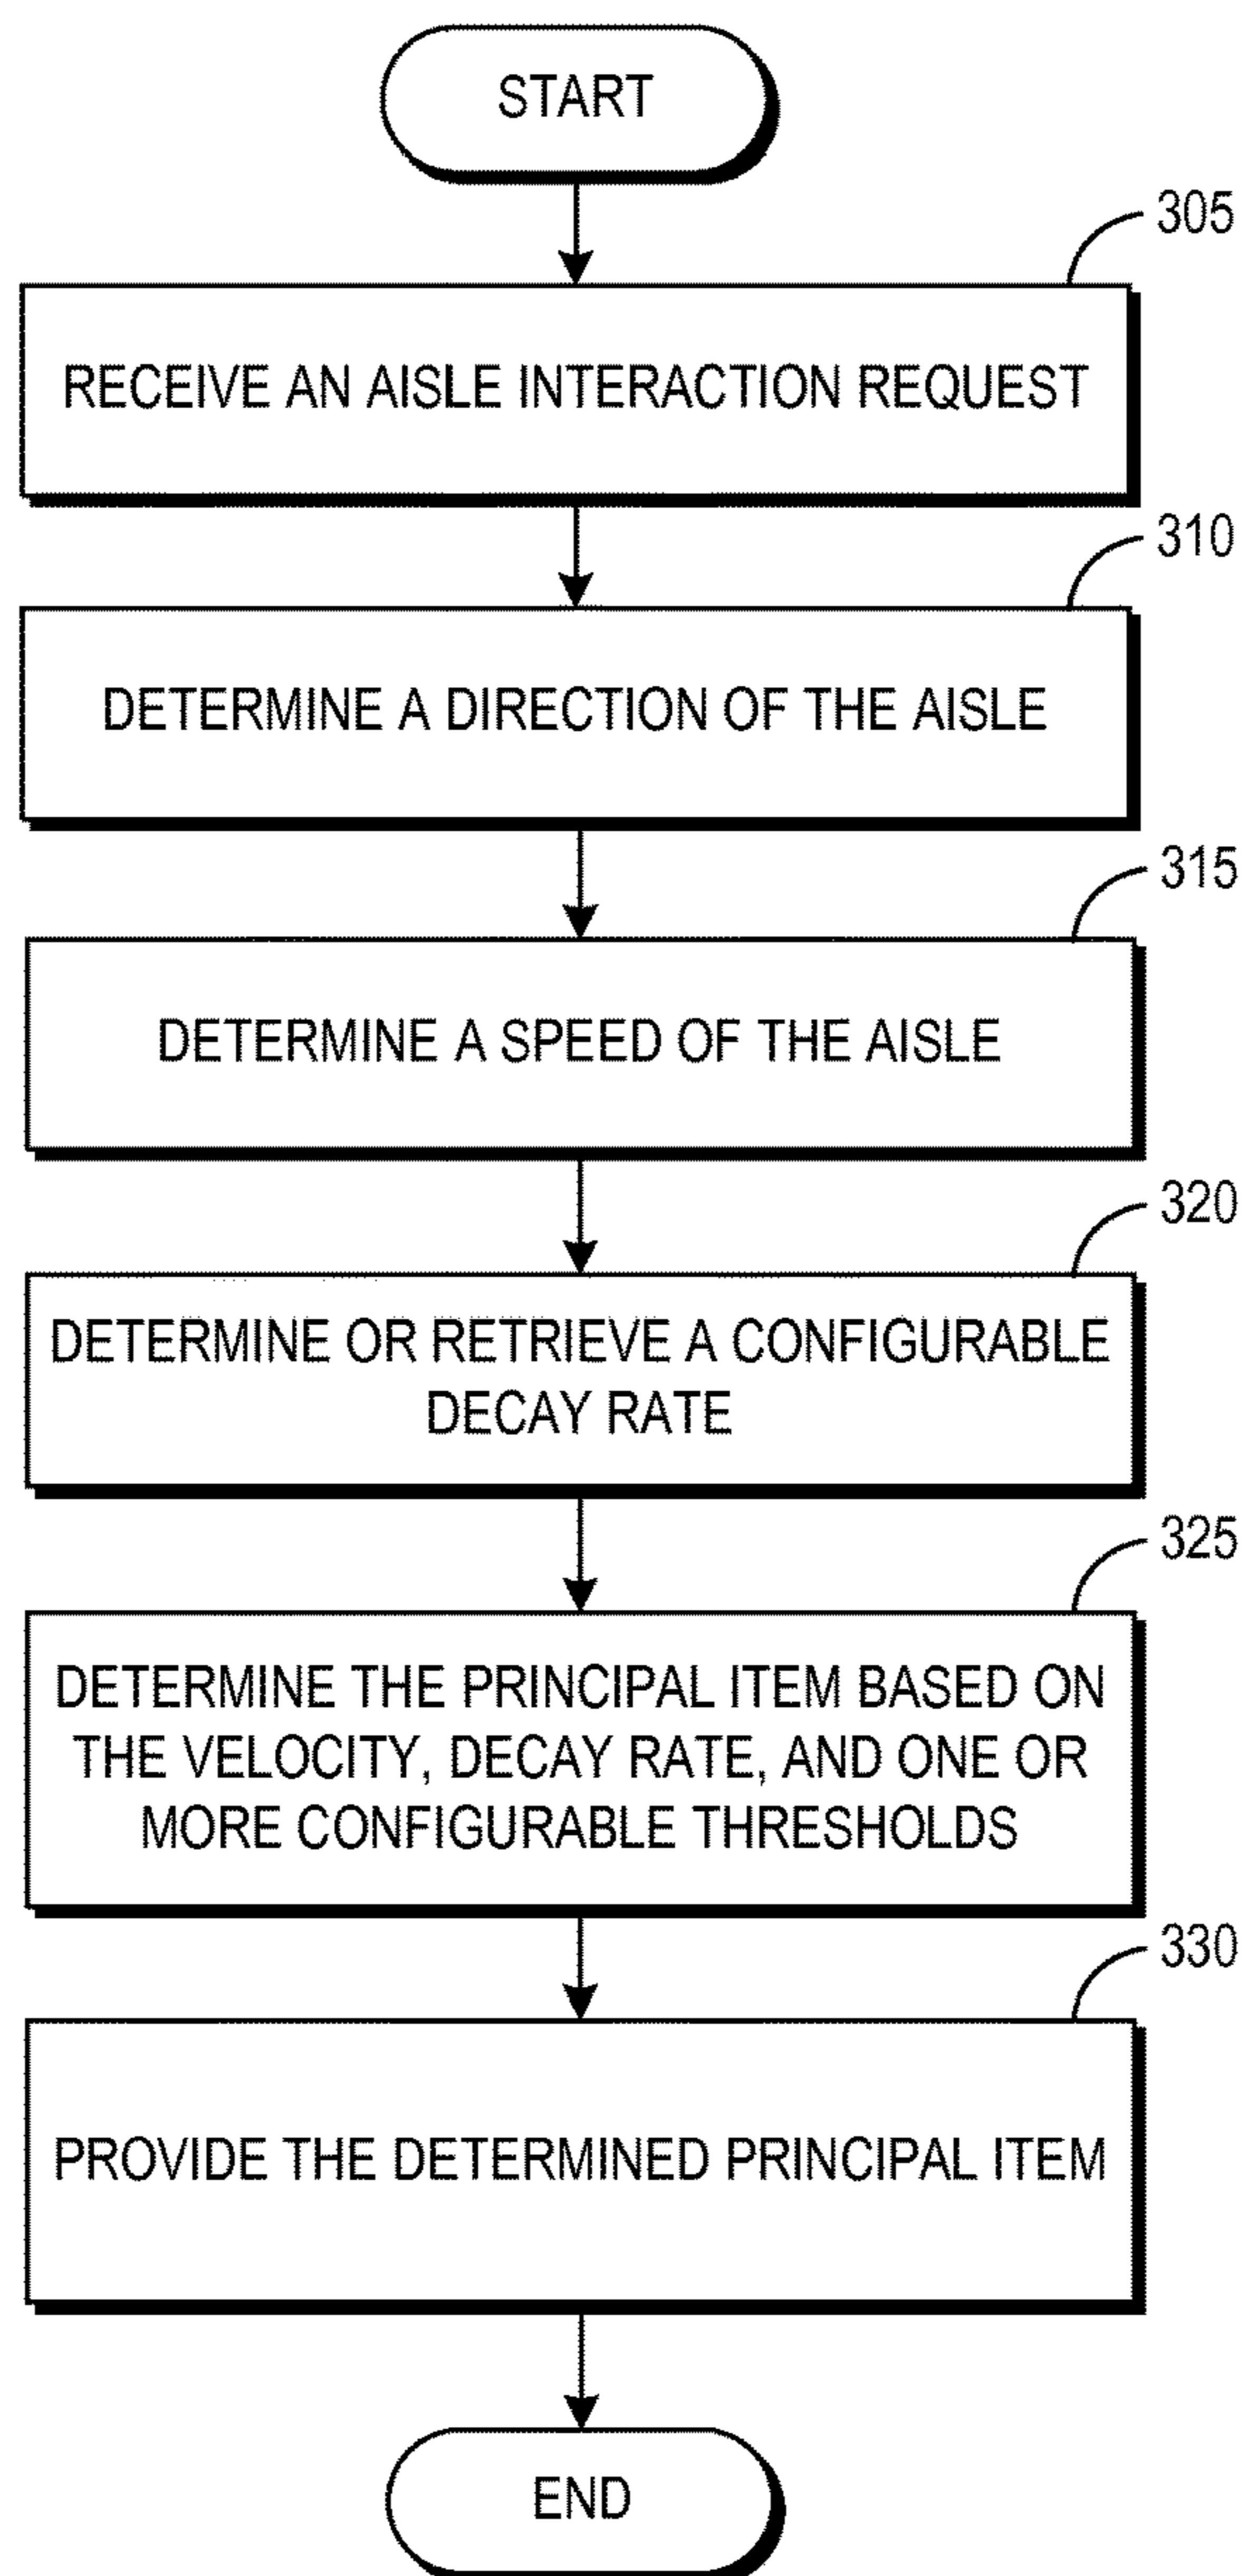 START
305
RECEIVE AN AISLE INTERACTION REQUEST
310
DETERMINE A DIRECTION OF THE AISLE
315
DETERMINE A SPEED OF THE AISLE
320
DETERMINE OR RETRIEVE A CONFIGURABLE
DECAY RATE
325
DETERMINE THE PRINCIPAL ITEM BASED ON
THE VELOCITY, DECAY RATE, AND ONE OR
MORE CONFIGURABLE THRESHOLDS
330
PROVIDE THE DETERMINED PRINCIPAL ITEM
END